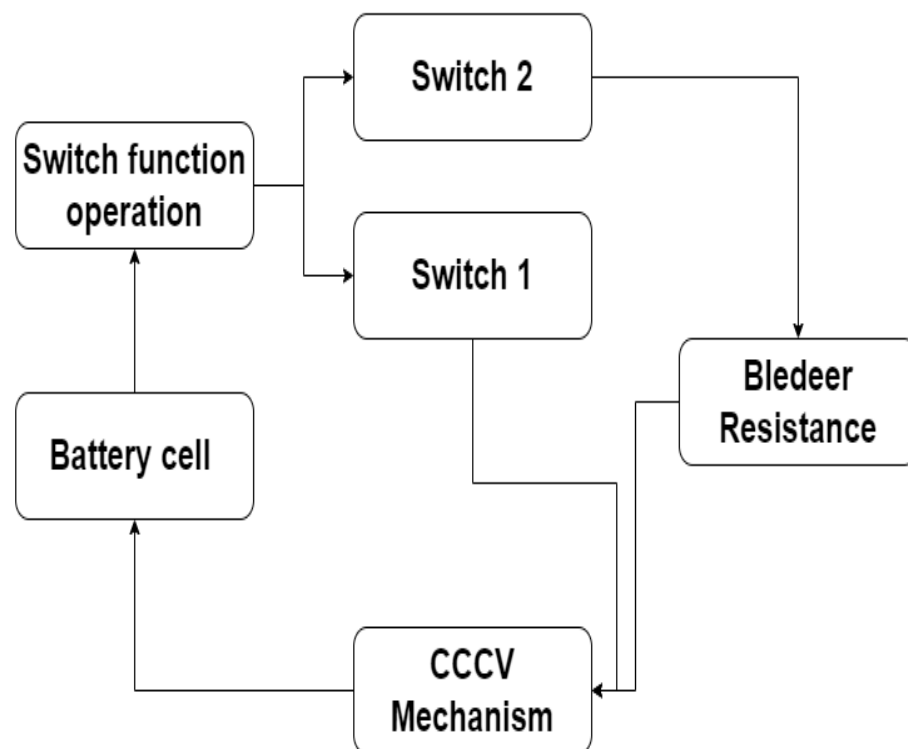 Switch 2
Switch function
operation
Switch 1
Bledeer
Resistance
Battery cell
CCCV
Mechanism